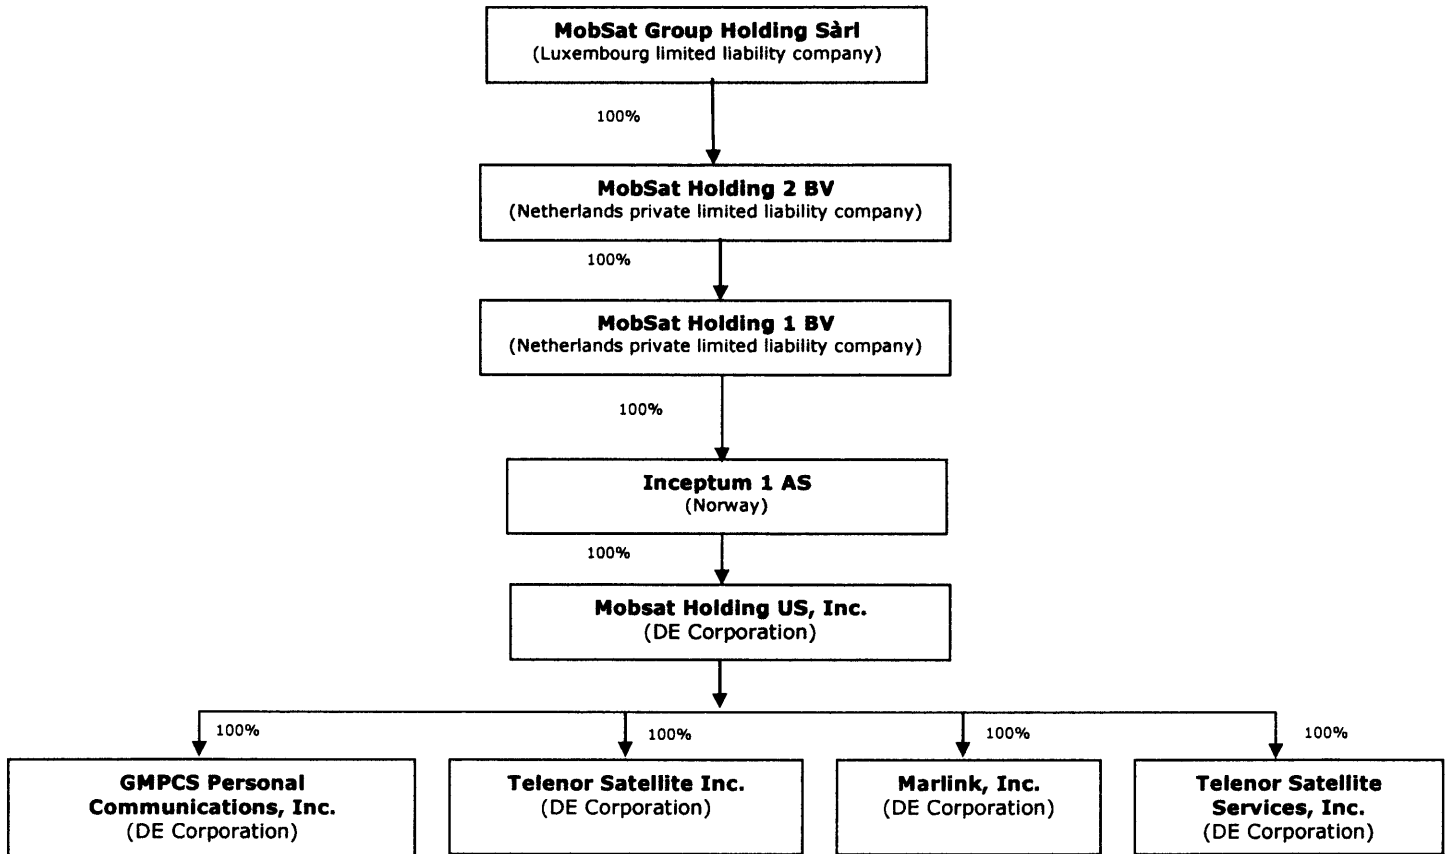 MobSat Group Holding Sàrl
(Luxembourg limited liability company)
100%
MobSat Holding 2 BV
(Netherlands private limited liability company)
100%
MobSat Holding 1 BV
(Netherlands private limited liability company)
100%
Inceptum 1 AS
(Norway)
100%
Mobsat Holding US, Inc.
(DE Corporation)
100%
100%
100%
100%
GMPCS Personal
Communications, Inc.
(DE Corporation)
Telenor Satellite Inc.
(DE Corporation)
Marlink, Inc.
(DE Corporation)
Telenor Satellite
Services, Inc.
(DE Corporation)